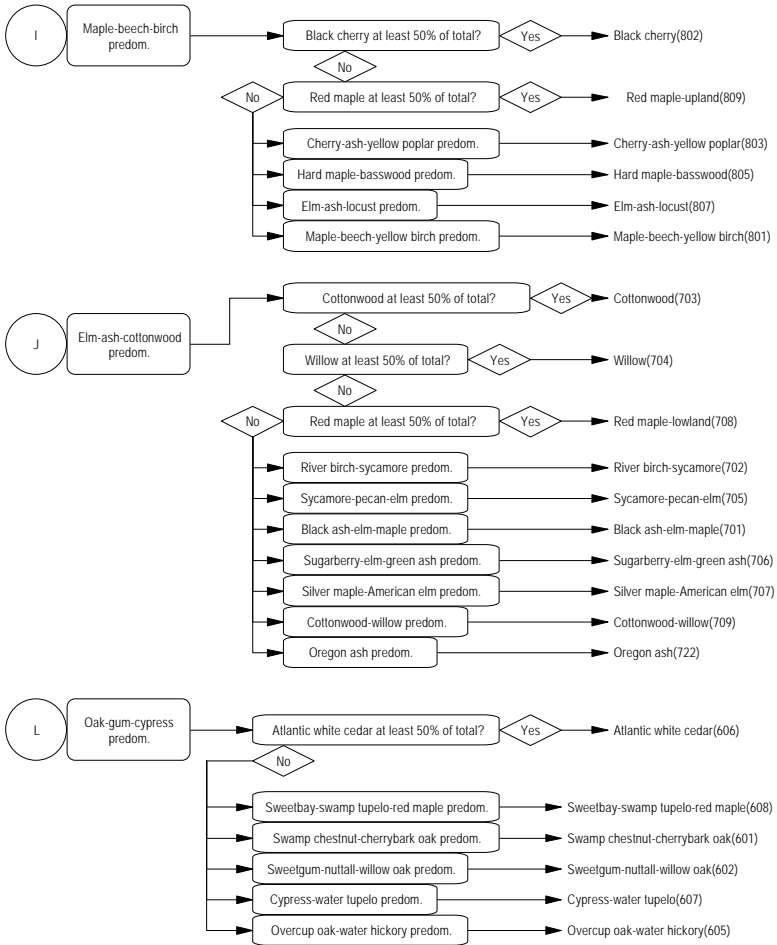 I
Maple-beech-birch
predom.
Black cherry at least 50% of total?
Yes
Black cherry(802)
No
No
Red maple at least 50% of total?
Yes
Red maple-upland(809)
Cherry-ash-yellow poplar predom.
Cherry-ash-yellow poplar(803)
Hard maple-basswood predom.
Hard maple-basswood(805)
Elm-ash-locust predom.
Elm-ash-locust(807)
Maple-beech-yellow birch predom.
Maple-beech-yellow birch(801)
J
Elm-ash-cottonwood
predom.
Cottonwood at least 50% of total?
Yes
Cottonwood(703)
No
Willow at least 50% of total?
Yes
Willow(704)
No
No
Red maple at least 50% of total?
Yes
Red maple-lowland(708)
River birch-sycamore predom.
River birch-sycamore(702)
Sycamore-pecan-elm predom.
Sycamore-pecan-elm(705)
Black ash-elm-maple predom.
Black ash-elm-maple(701)
Sugarberry-elm-green ash predom.
Sugarberry-elm-green ash(706)
Silver maple-American elm predom.
Silver maple-American elm(707)
Cottonwood-willow predom.
Cottonwood-willow(709)
Oregon ash predom.
Oregon ash(722)
L
Oak-gum-cypress
predom.
Atlantic white cedar at least 50% of total?
Yes
Atlantic white cedar(606)
No
Sweetbay-swamp tupelo-red maple predom.
Sweetbay-swamp tupelo-red maple(608)
Swamp chestnut-cherrybark oak predom.
Swamp chestnut-cherrybark oak(601)
Sweetgum-nuttall-willow oak predom.
Sweetgum-nuttall-willow oak(602)
Cypress-water tupelo predom.
Cypress-water tupelo(607)
Overcup oak-water hickory predom.
Overcup oak-water hickory(605)